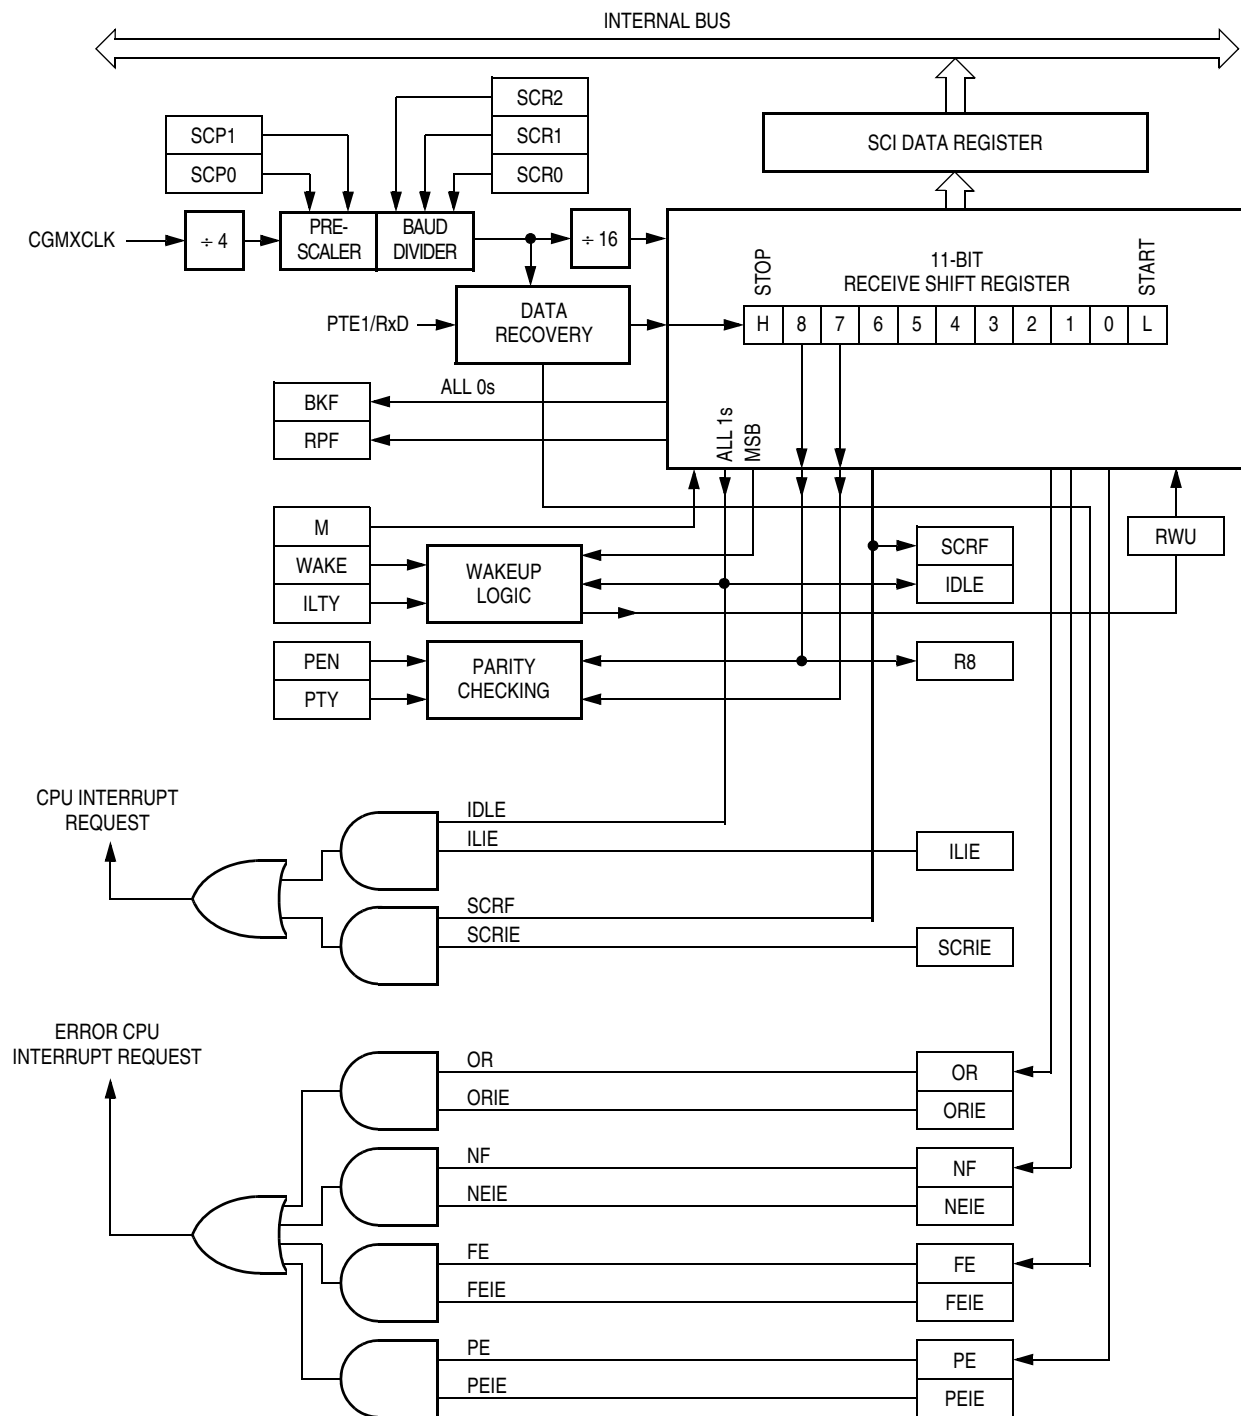 INTERNAL BUS
SCR2
SCR1
SCR0
SCP1
SCP0
SCI DATA REGISTER
CGMXCLK
÷ 4
PRE-
SCALER
BAUD
DIVIDER
÷ 16
STOP
11-BIT
RECEIVE SHIFT REGISTER
START
PTE1/RxD
DATA
RECOVERY
H 8 7 6 5 4 3 2 1 0 L
ALL 0s
BKF
RPF
ALL 1s
MSB
M
WAKE
ILTY
WAKEUP
LOGIC
SCRF
IDLE
RWU
PEN
PTY
PARITY
CHECKING
R8
CPU INTERRUPT
REQUEST
IDLE
ILIE
ILIE
SCRF
SCRIE
SCRIE
ERROR CPU
INTERRUPT REQUEST
OR
OR
ORIE
ORIE
NF
NF
NEIE
NEIE
FE
FE
FEIE
FEIE
PE
PE
PEIE
PEIE